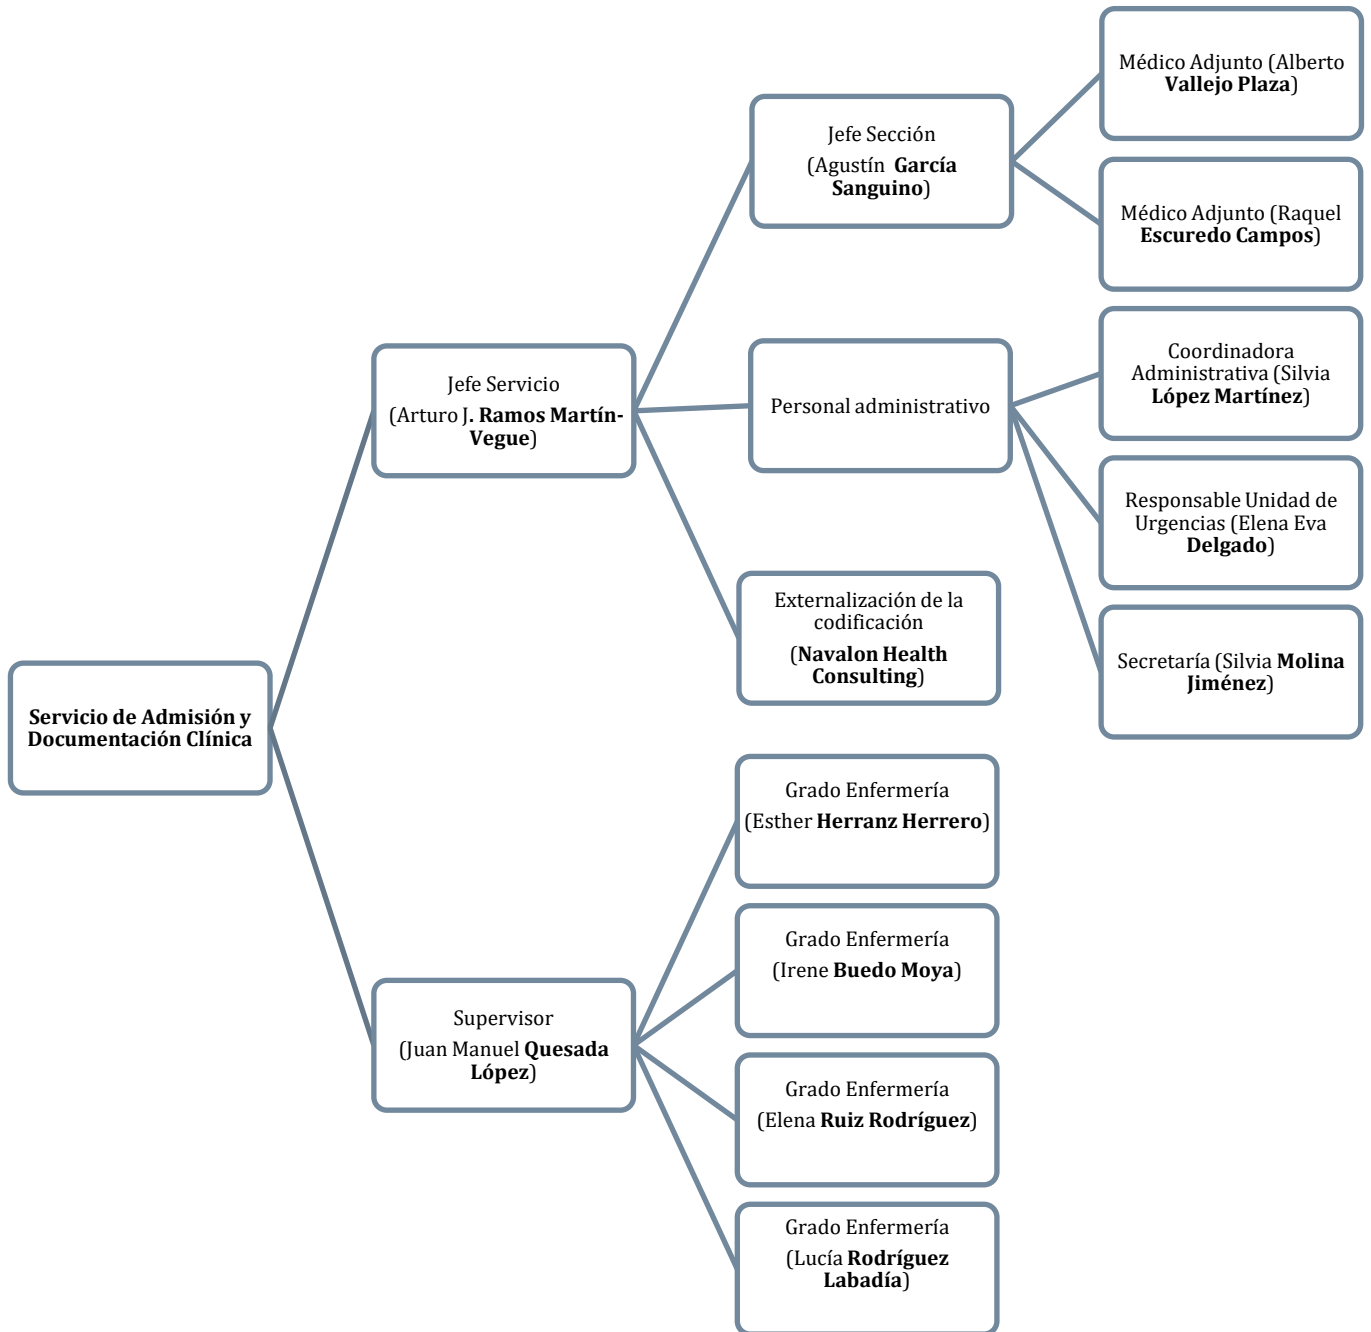 Servicio de Admisión y
Documentación Clínica
Jefe Servicio
(Arturo J. Ramos Martín-
Vegue)
Jefe Sección
(Agustín García
Sanguino)
Médico Adjunto (Alberto
Vallejo Plaza)
Médico Adjunto (Raquel
Escuredo Campos)
Personal administrativo
Coordinadora
Administrativa (Silvia
López Martínez)
Responsable Unidad de
Urgencias (Elena Eva
Delgado)
Secretaría (Silvia Molina
Jiménez)
Externalización de la
codificación
(Navalon Health
Consulting)
Supervisor
(Juan Manuel Quesada
López)
Grado Enfermería
(Esther Herranz Herrero)
Grado Enfermería
(Irene Buedo Moya)
Grado Enfermería
(Elena Ruiz Rodríguez)
Grado Enfermería
(Lucía Rodríguez
Labadía)